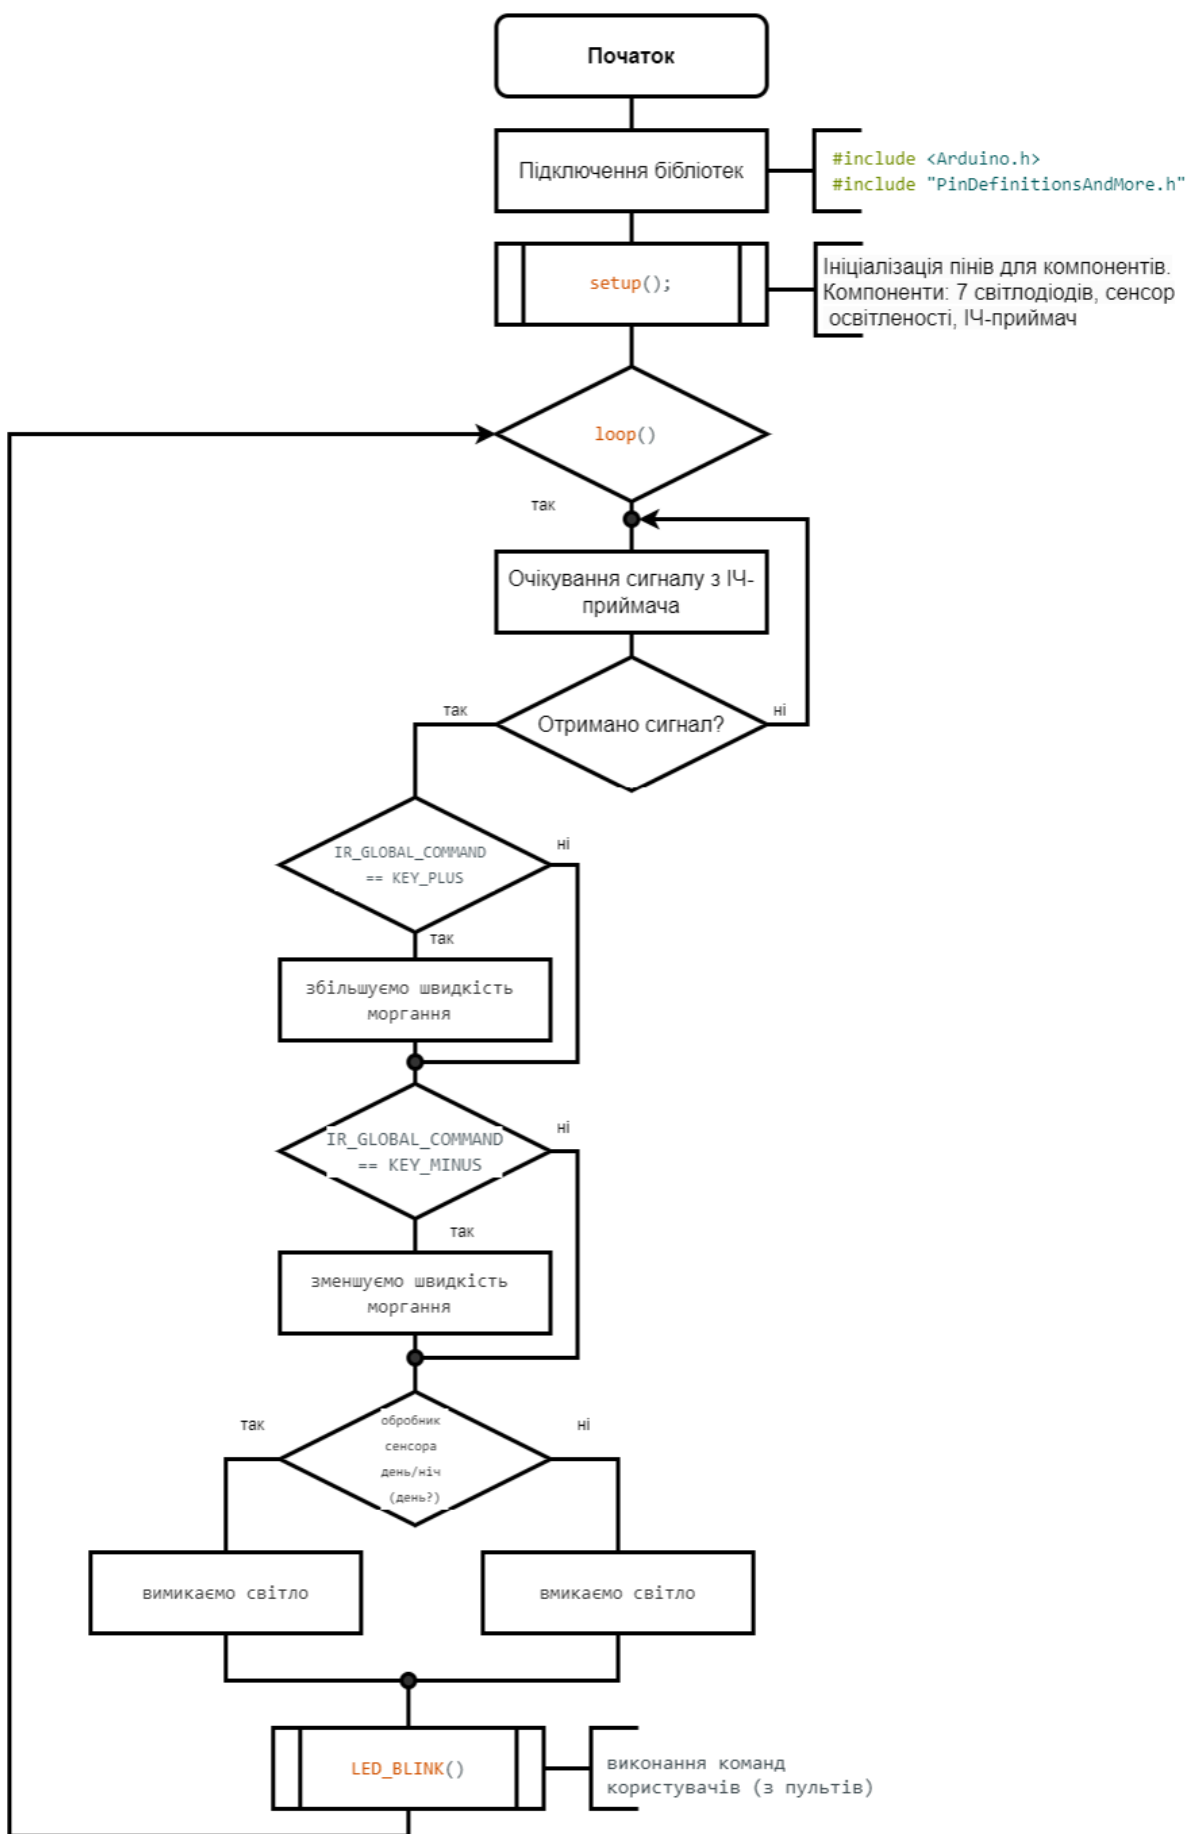 Початок
Підключення бібліотек
#include <Arduino.h>
#include "PinDefinitionsAndMore.h"
setup();
Ініціалізація пінів для компонентів.
Компоненти: 7 світлодіодів, сенсор
освітленості, ІЧ-приймач
loop()
так
Очікування сигналу з ІЧ-
приймача
так
Отримано сигнал?
ні
IR_GLOBAL_COMMAND
== KEY_PLUS
ні
так
збільшуємо швидкість
моргання
IR_GLOBAL_COMMAND
== KEY_MINUS
ні
так
зменшуємо швидкість
моргання
так
обробник
сенсора
день/ніч
(день?)
ні
вимикаємо світло
вмикаємо світло
LED_BLINK()
виконання команд
користувачів (з пультів)